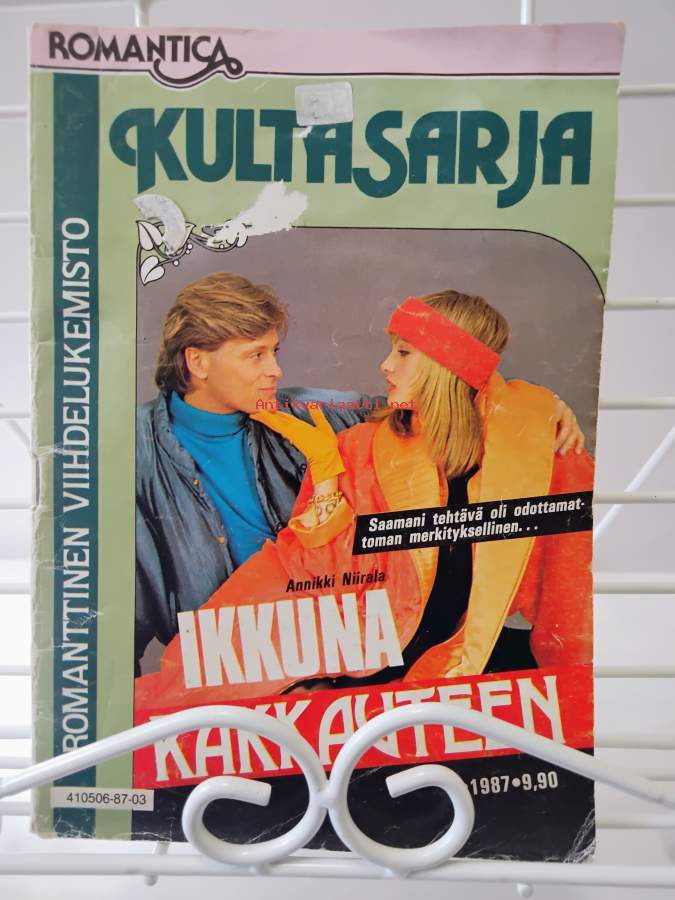 ROMANTICA
KULTASARJA
ROMANTTINEN VIIHDELUKEMISTO
Antikvariaatti.net
Saamani tehtävä oli odottamat-
toman merkityksellinen...
Annikki Niirala
IKKUNA
RAKKAUTEEN
1987•9,90
410506-87-03